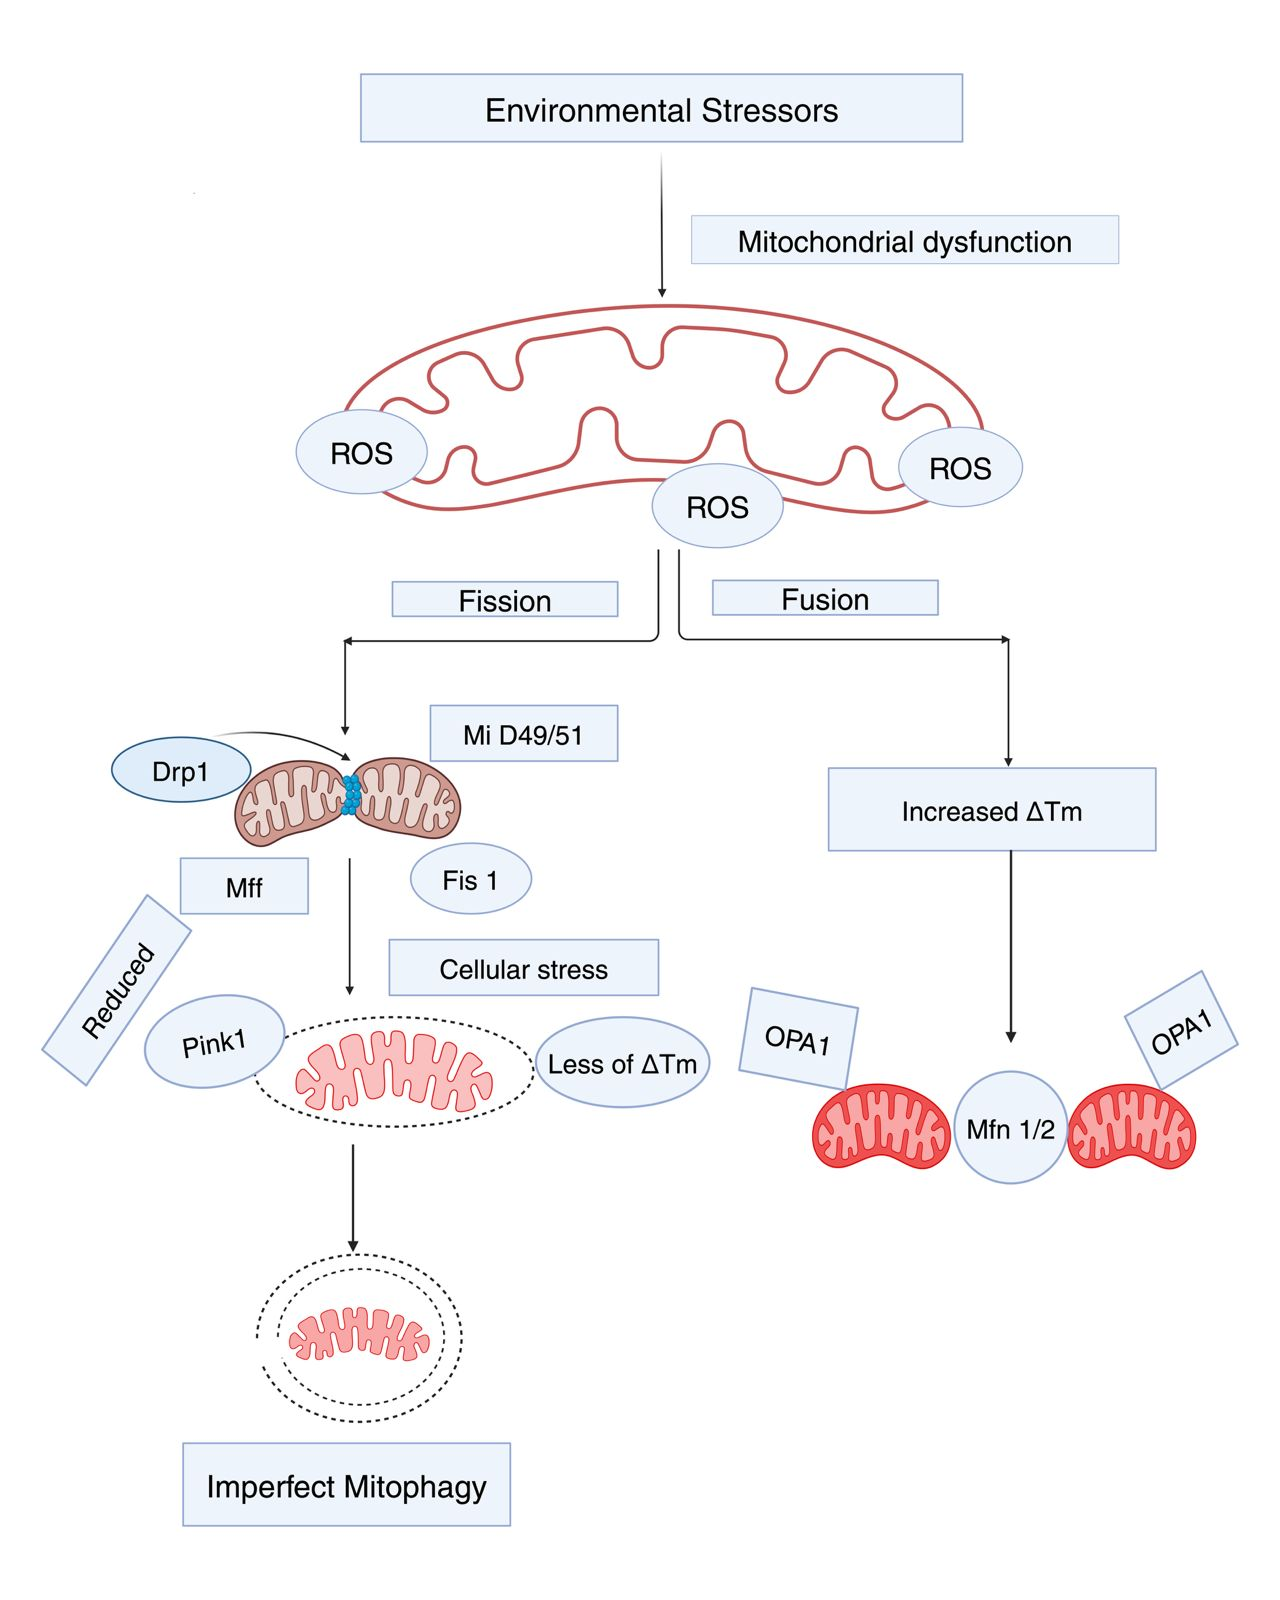 Environmental Stressors
Mitochondrial dysfunction
ROS
ROS
ROS
Fission
Fusion
Mi D49/51
Drp1
Increased ΔTm
Mff
Fis 1
Cellular stress
Reduced
Pink1
Less of ΔTm
OPA1
OPA1
Mfn 1/2
Imperfect Mitophagy